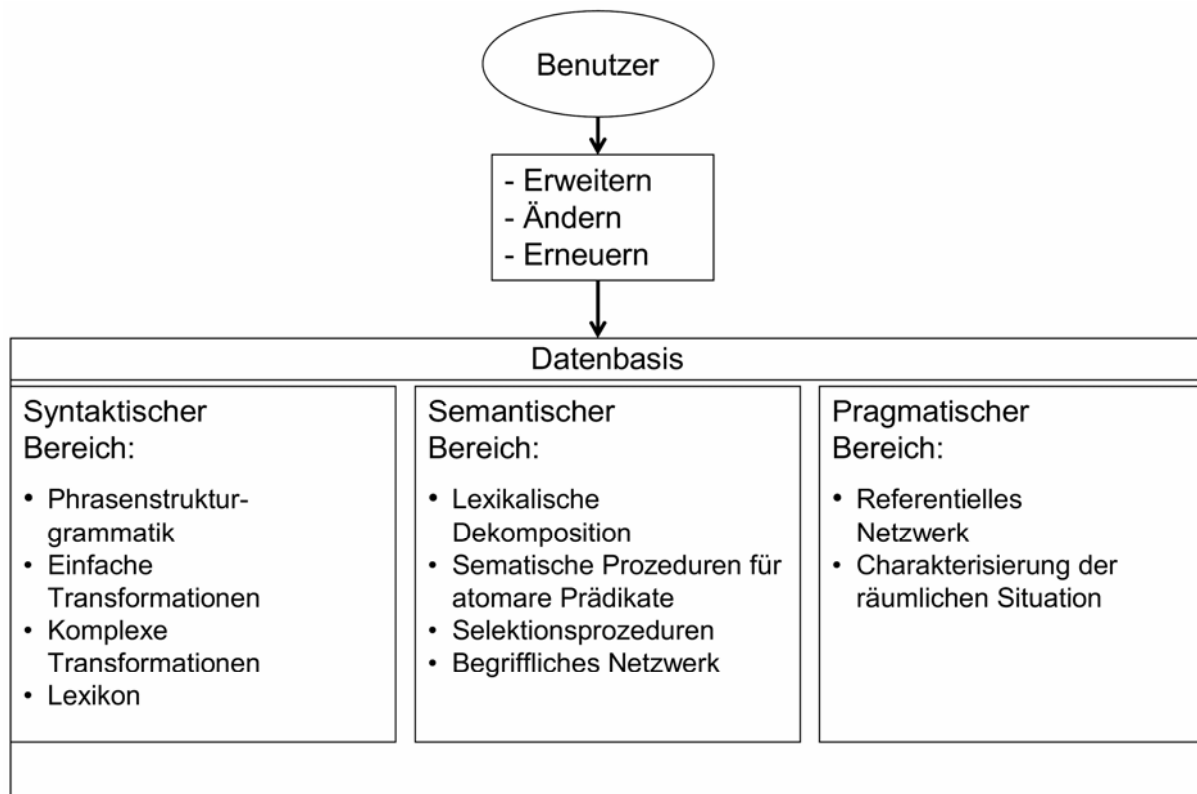 Benutzer
- Erweitern
- Ändern
- Erneuern
Datenbasis
Syntaktischer
Bereich:
• Phrasenstruktur-
grammatik
• Einfache
Transformationen
• Komplexe
Transformationen
• Lexikon
Semantischer
Bereich:
• Lexikalische
Dekomposition
• Sematische Prozeduren für
atomare Prädikate
• Selektionsprozeduren
• Begriffliches Netzwerk
Pragmatischer
Bereich:
• Referentielles
Netzwerk
• Charakterisierung der
räumlichen Situation